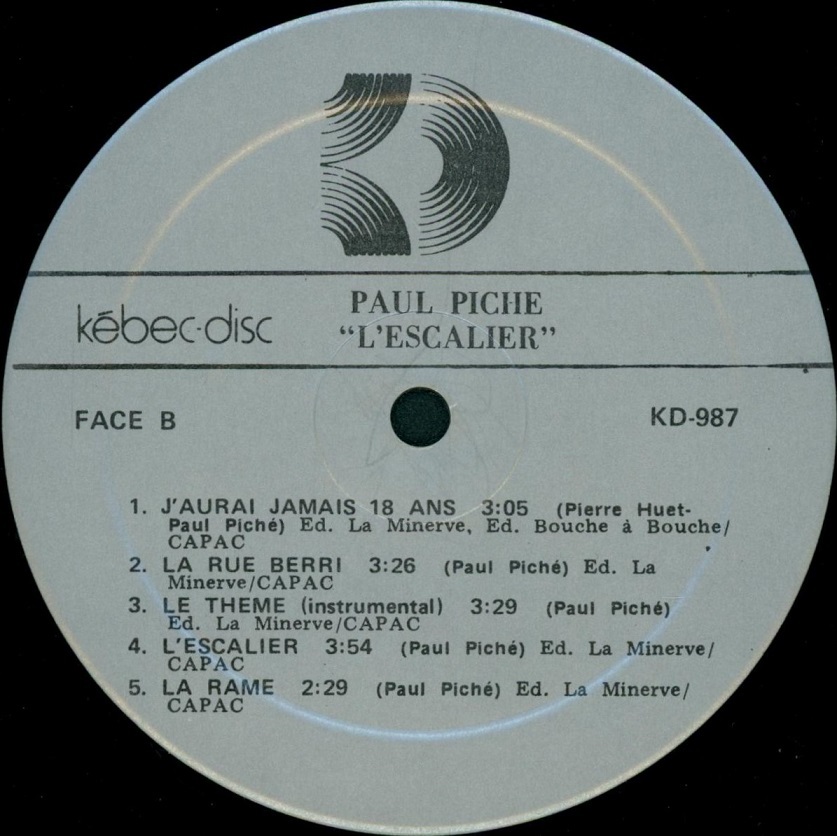 PAUL PICHE
kébec-disc
"L'ESCALIER"
FACE B
KD-987
1. J'AURAI JAMAIS 18 ANS 3:05 (Pierre Huet-
Paul Piché) Ed. La Minerve, Ed. Bouche à Bouche/
CAPAC
2. LA RUE BERRI 3:26 (Paul Piché) Ed. La
Minerve/CAPAC
3. LE THEME (instrumental) 3:29 (Paul Piché)
Ed. La Minerve/CAPAC
4. L'ESCALIER 3:54 (Paul Piché) Ed. La Minerve/
CAPAC
5. LA RAME 2:29 (Paul Piché) Ed. La Minerve/
CAPAC